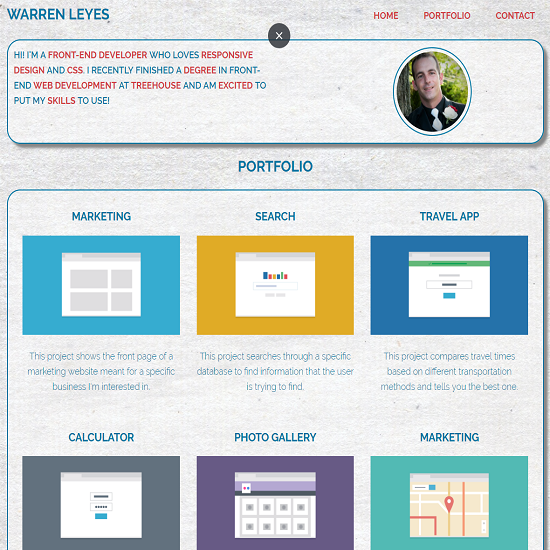 WARREN LEYES
HOME PORTFOLIO CONTACT
HI! I'M A FRONT-END DEVELOPER WHO LOVES RESPONSIVE
DESIGN AND CSS. I RECENTLY FINISHED A DEGREE IN FRONT-
END WEB DEVELOPMENT AT TREEHOUSE AND AM EXCITED TO
PUT MY SKILLS TO USE!
PORTFOLIO
MARKETING
SEARCH
TRAVEL APP
This project shows the front page of a
marketing website meant for a specific
business I'm interested in.
This project searches through a specific
database to find information that the user
is trying to find.
This project compares travel times
based on different transportation
methods and tells you the best one.
CALCULATOR
PHOTO GALLERY
MARKETING